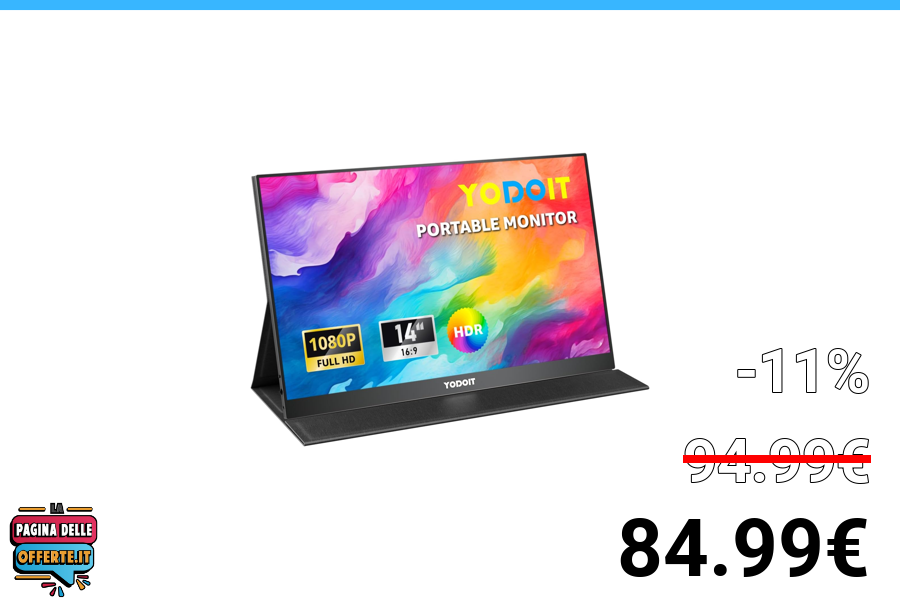 YODOIT
PORTABLE MONITOR
1080P
FULL HD
14"
16:9
HDR
YODOIT
-11%
94.99€
84.99€
LA
PAGINA DELLE
OFFERTE.IT